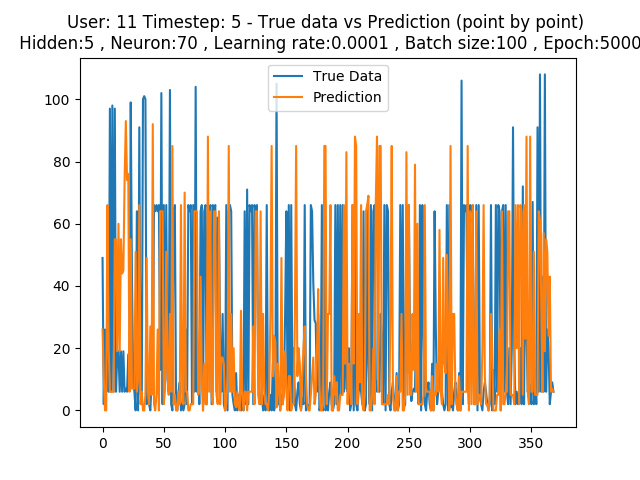 User: 11 Timestep: 5 - True data vs Prediction (point by point)
Hidden:5 , Neuron:70 , Learning rate:0.0001 , Batch size:100 , Epoch:5000
True Data
Prediction
100
80
60
40
20
0
0 50 100 150 200 250 300 350